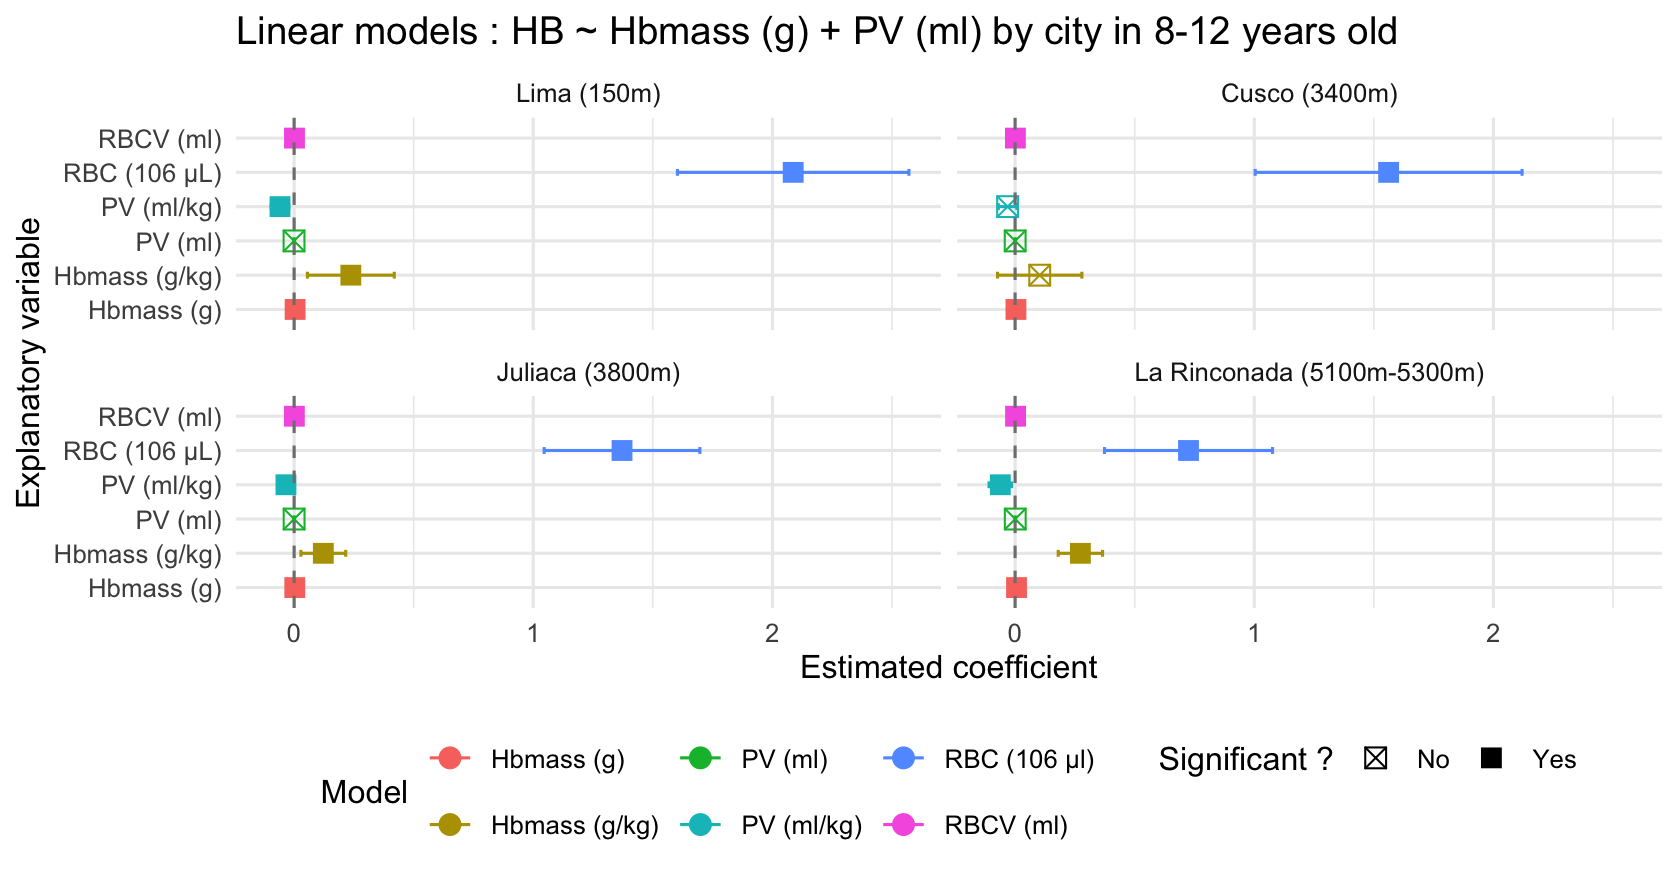 Linear models : HB ~ Hbmass (g) + PV (ml) by city in 8-12 years old
Lima (150m)
Cusco (3400m)
RBCV (ml)
RBC (106 µL)
PV (ml/kg)
PV (ml)
Hbmass (g/kg)
Hbmass (g)
Explanatory variable
Juliaca (3800m)
La Rinconada (5100m-5300m)
RBCV (ml)
RBC (106 µL)
PV (ml/kg)
PV (ml)
Hbmass (g/kg)
Hbmass (g)
0 1 2
0 1 2
Estimated coefficient
Model
Hbmass (g)
PV (ml)
RBC (106 µl)
Hbmass (g/kg)
PV (ml/kg)
RBCV (ml)
Significant ?
No
Yes